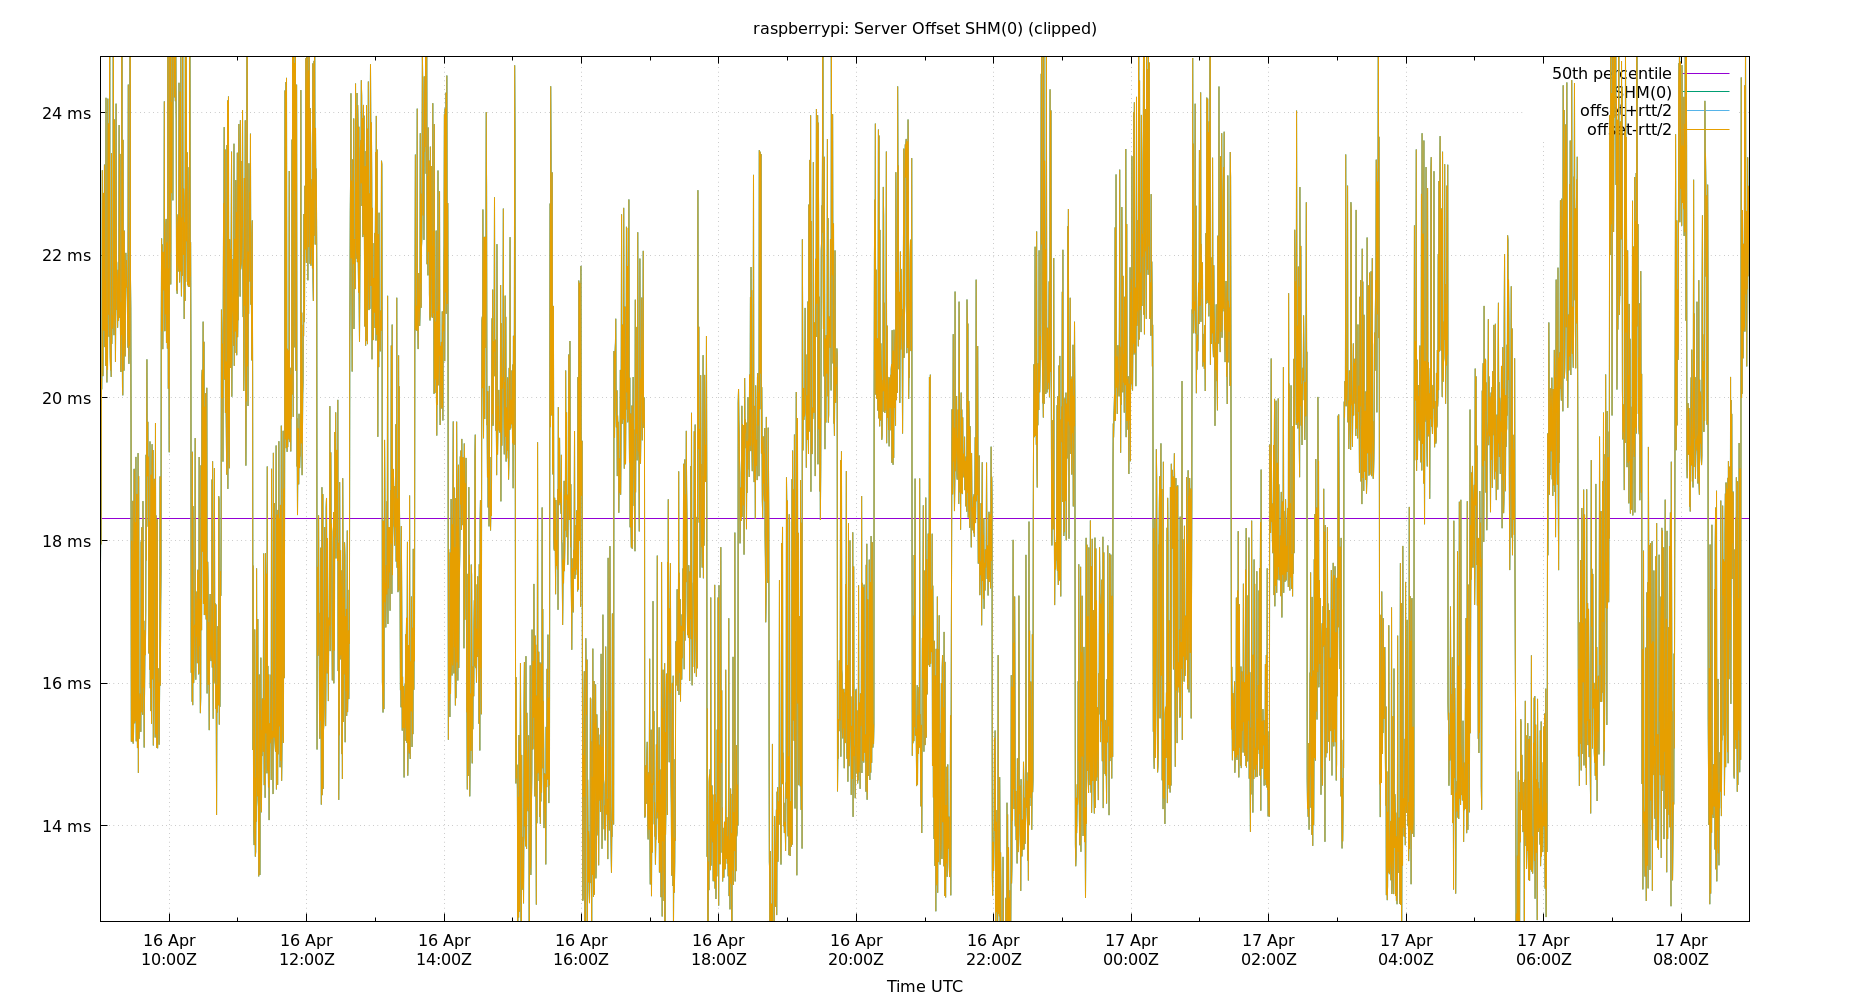 raspberrypi: Server Offset SHM(0) (clipped)
50th percentile
SHM(0)
offset+rtt/2
offset-rtt/2
24 ms
22 ms
20 ms
18 ms
16 ms
14 ms
16 Apr 16 Apr 16 Apr 16 Apr 16 Apr 16 Apr 16 Apr 17 Apr 17 Apr 17 Apr 17 Apr 17 Apr
10:00Z 12:00Z 14:00Z 16:00Z 18:00Z 20:00Z 22:00Z 00:00Z 02:00Z 04:00Z 06:00Z 08:00Z
Time UTC